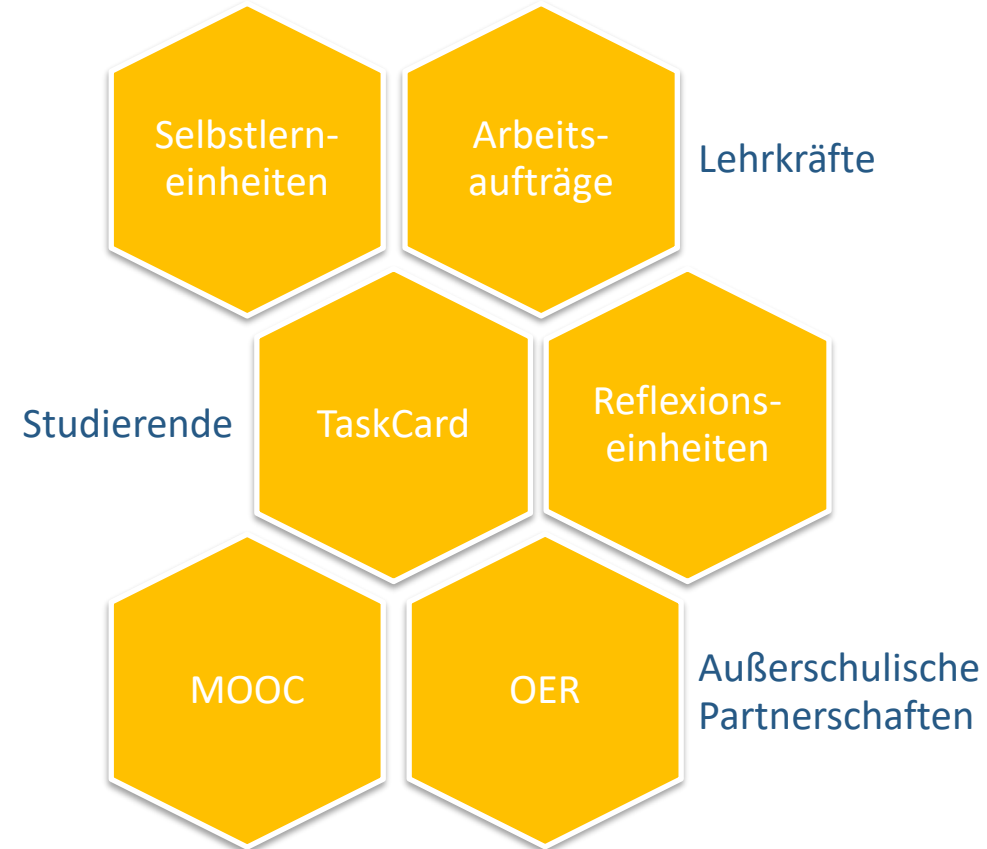 Selbstlern-
einheiten
Arbeits-
aufträge
Lehrkräfte
Studierende
TaskCard
Reflexions-
einheiten
MOOC
OER
Außerschulische
Partnerschaften